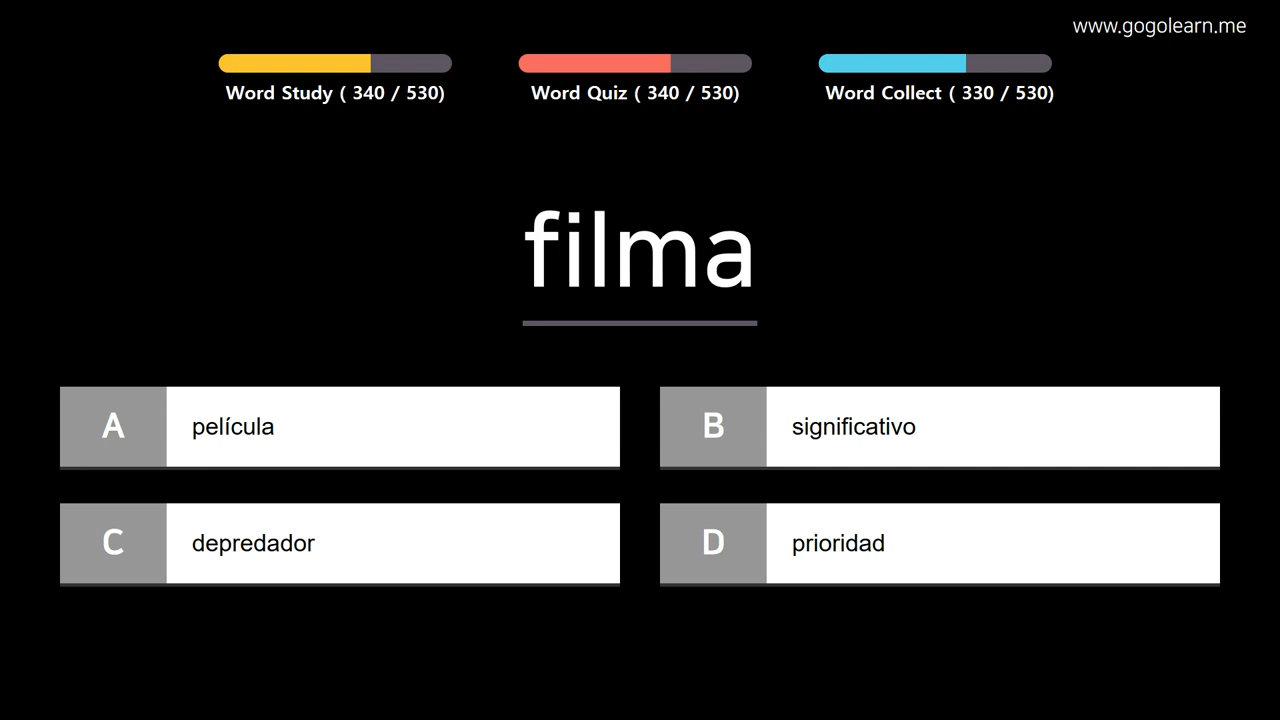 www.gogolearn.me
Word Study ( 340 / 530)
Word Quiz ( 340 / 530)
Word Collect ( 330 / 530)
filma
A película
B significativo
C depredador
D prioridad